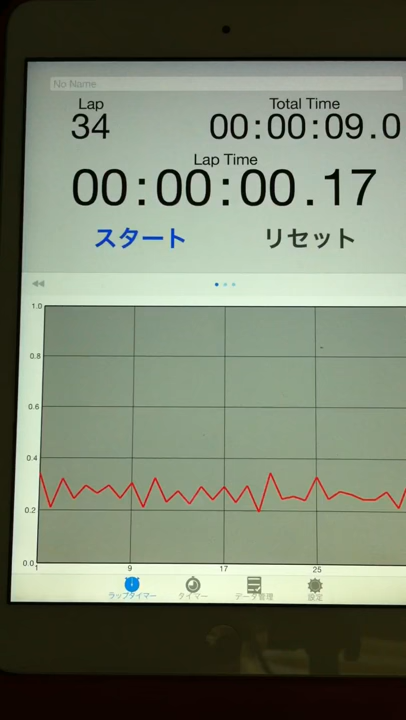 No Name
Lap
Total Time
34
00:00:09.0
Lap Time
00:00:00.17
スタート
リセット
1.0
0.8
0.6
0.4
0.2
0.0
1
9
17
25
ラップタイマー
タイマー
データ管理
設定